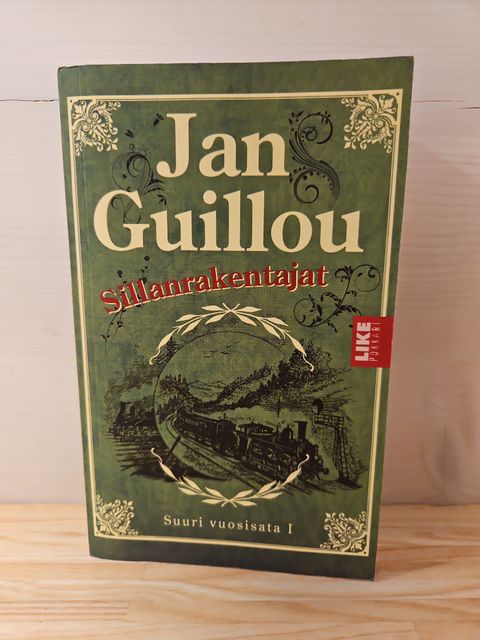 Jan
Guillou
Sillanrakentajat
LIKE
POKKARI
Suuri vuosisata I